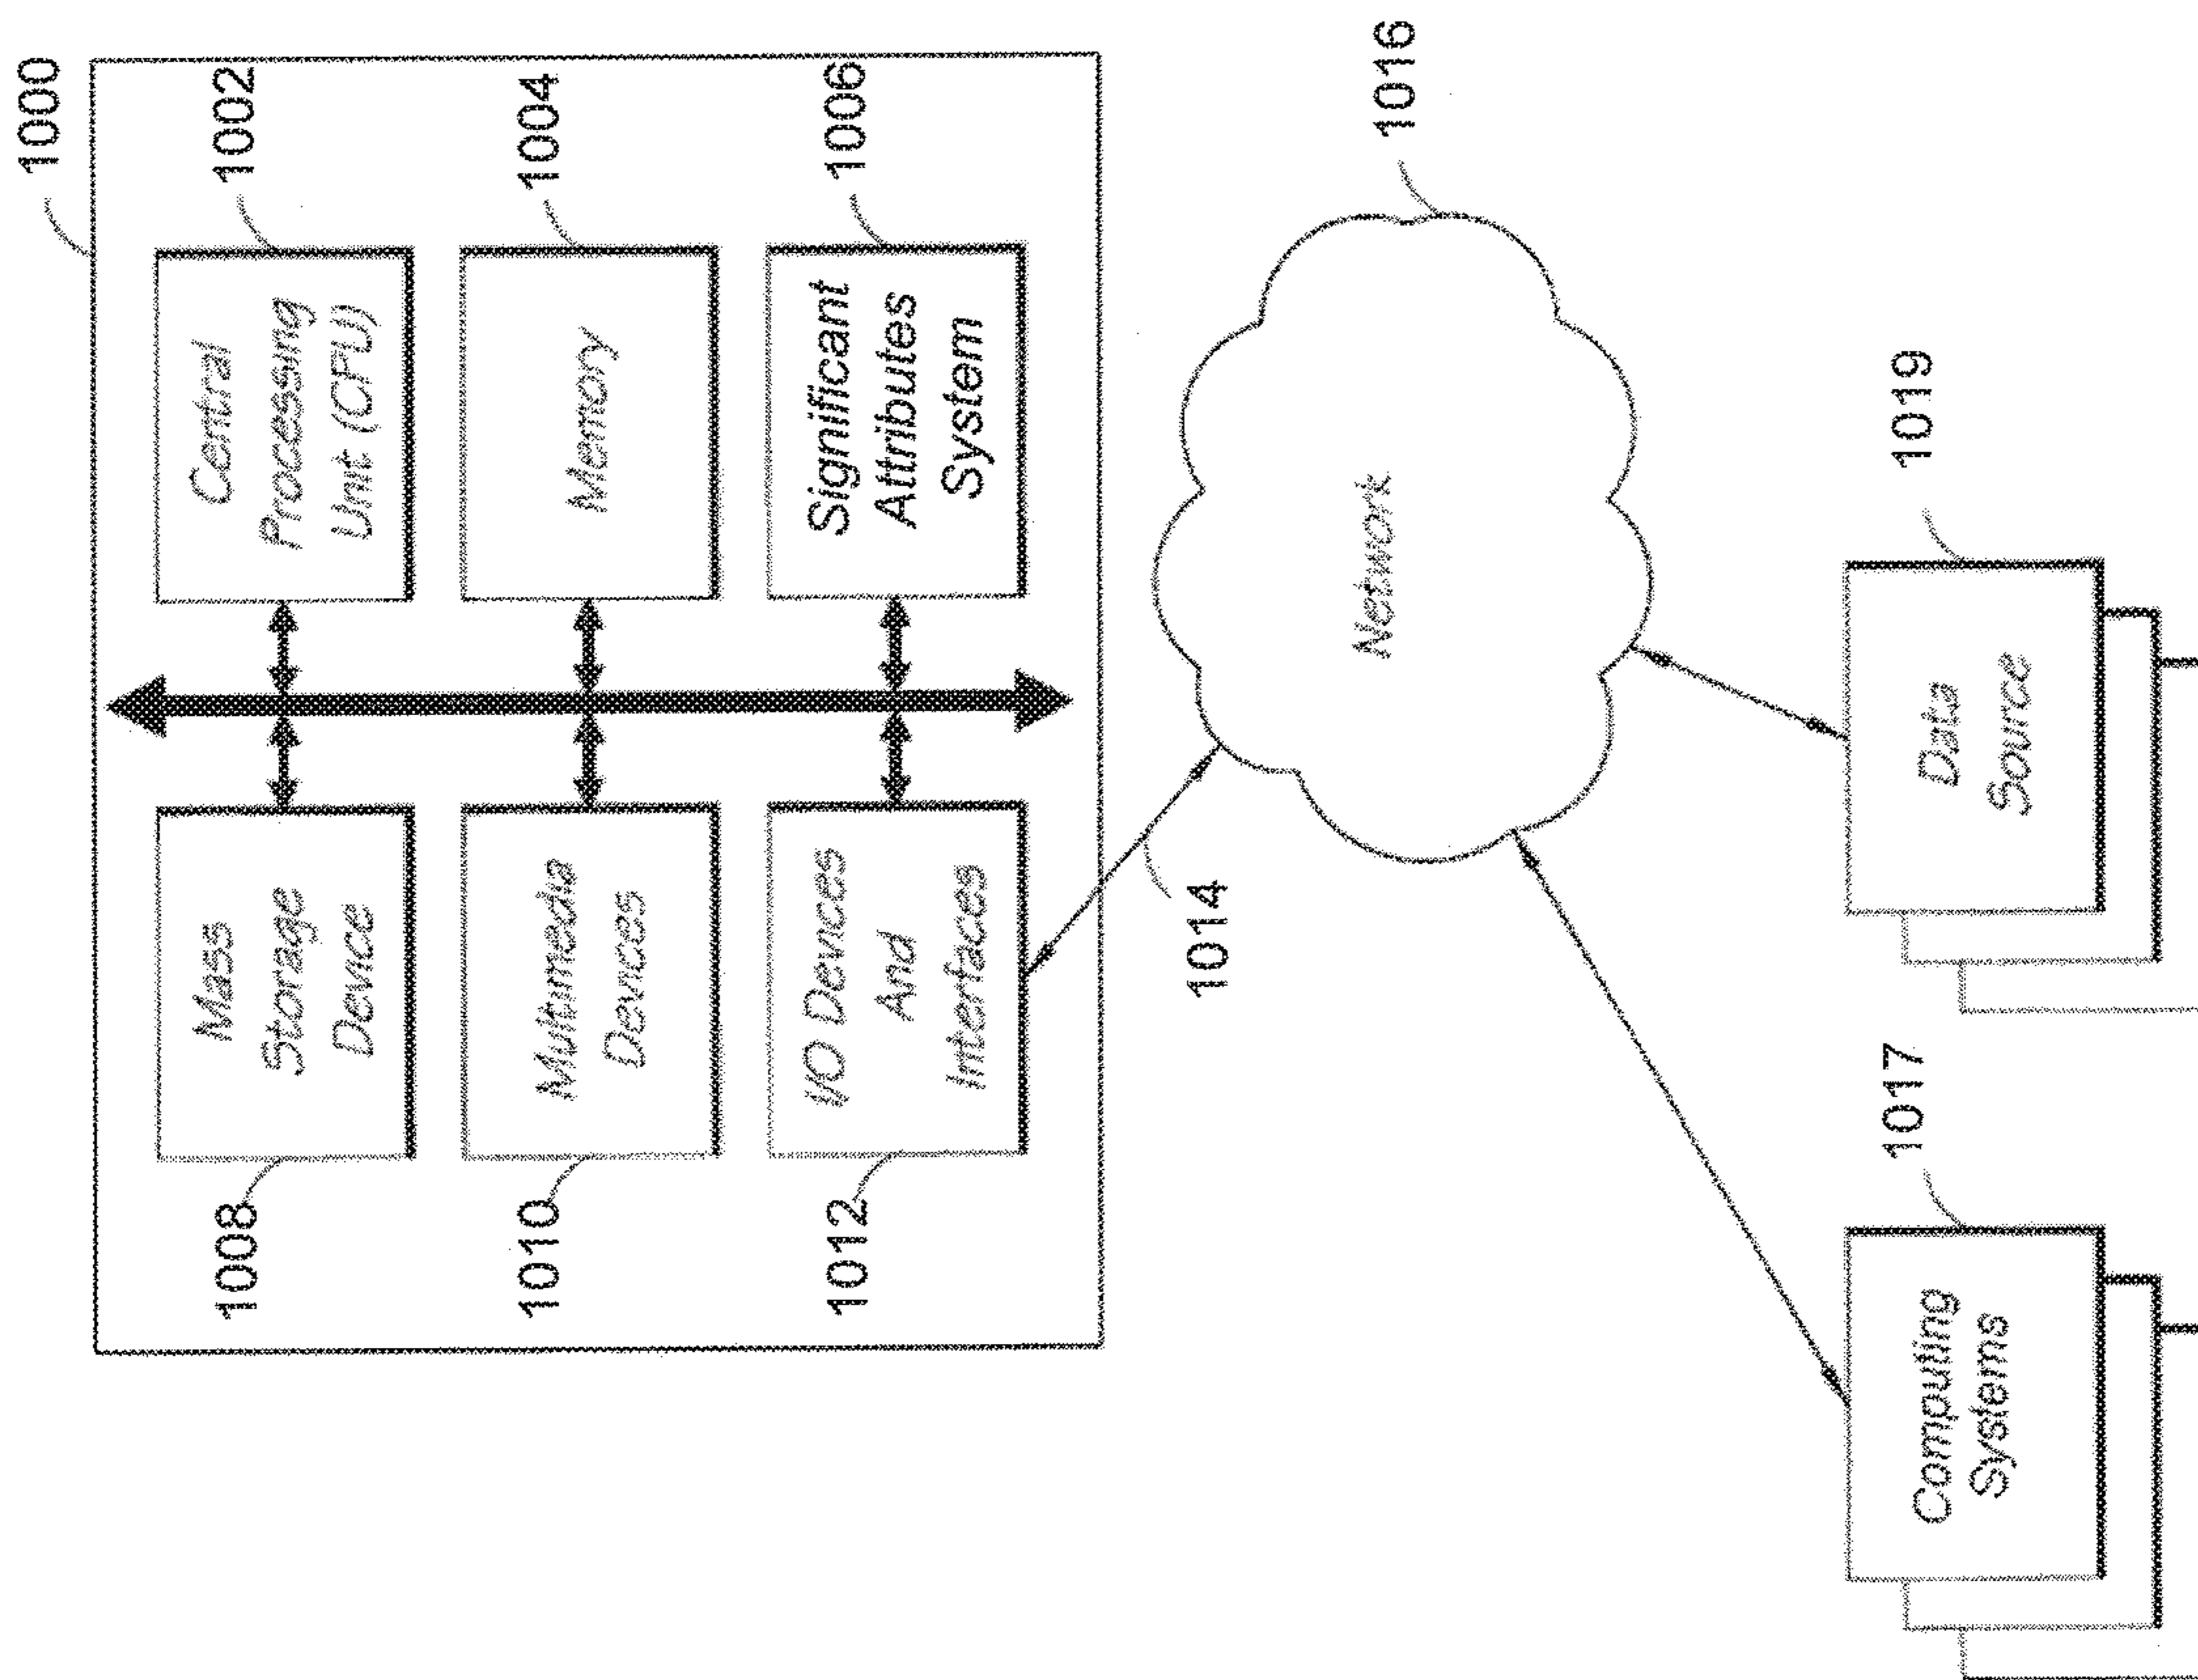 1000
1008
Mass
Storage
Device
Central
Processing
Unit (CPU)
1002
1010
Multimedia
Devices
Memory
1004
1012
I/O Devices
And
Interfaces
Significant
Attributes
System
1006
1014
Network
1016
1017
Computing
Systems
1019
Data
Source